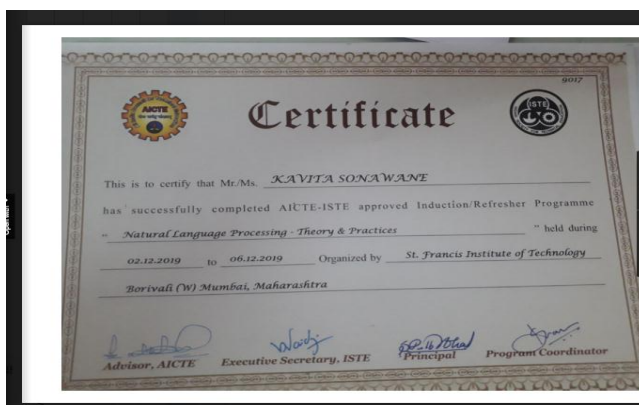 9017
AICTE
ISTE
Certificate
This is to certify that Mr./Ms. KAVITA SONAWANE
has successfully completed AICTE-ISTE approved Induction/Refresher Programme
" Natural Language Processing - Theory & Practices " held during
02.12.2019 to 06.12.2019 Organized by St. Francis Institute of Technology
Borivali (W) Mumbai, Maharashtra
Advisor, AICTE Executive Secretary, ISTE Principal Program Coordinator